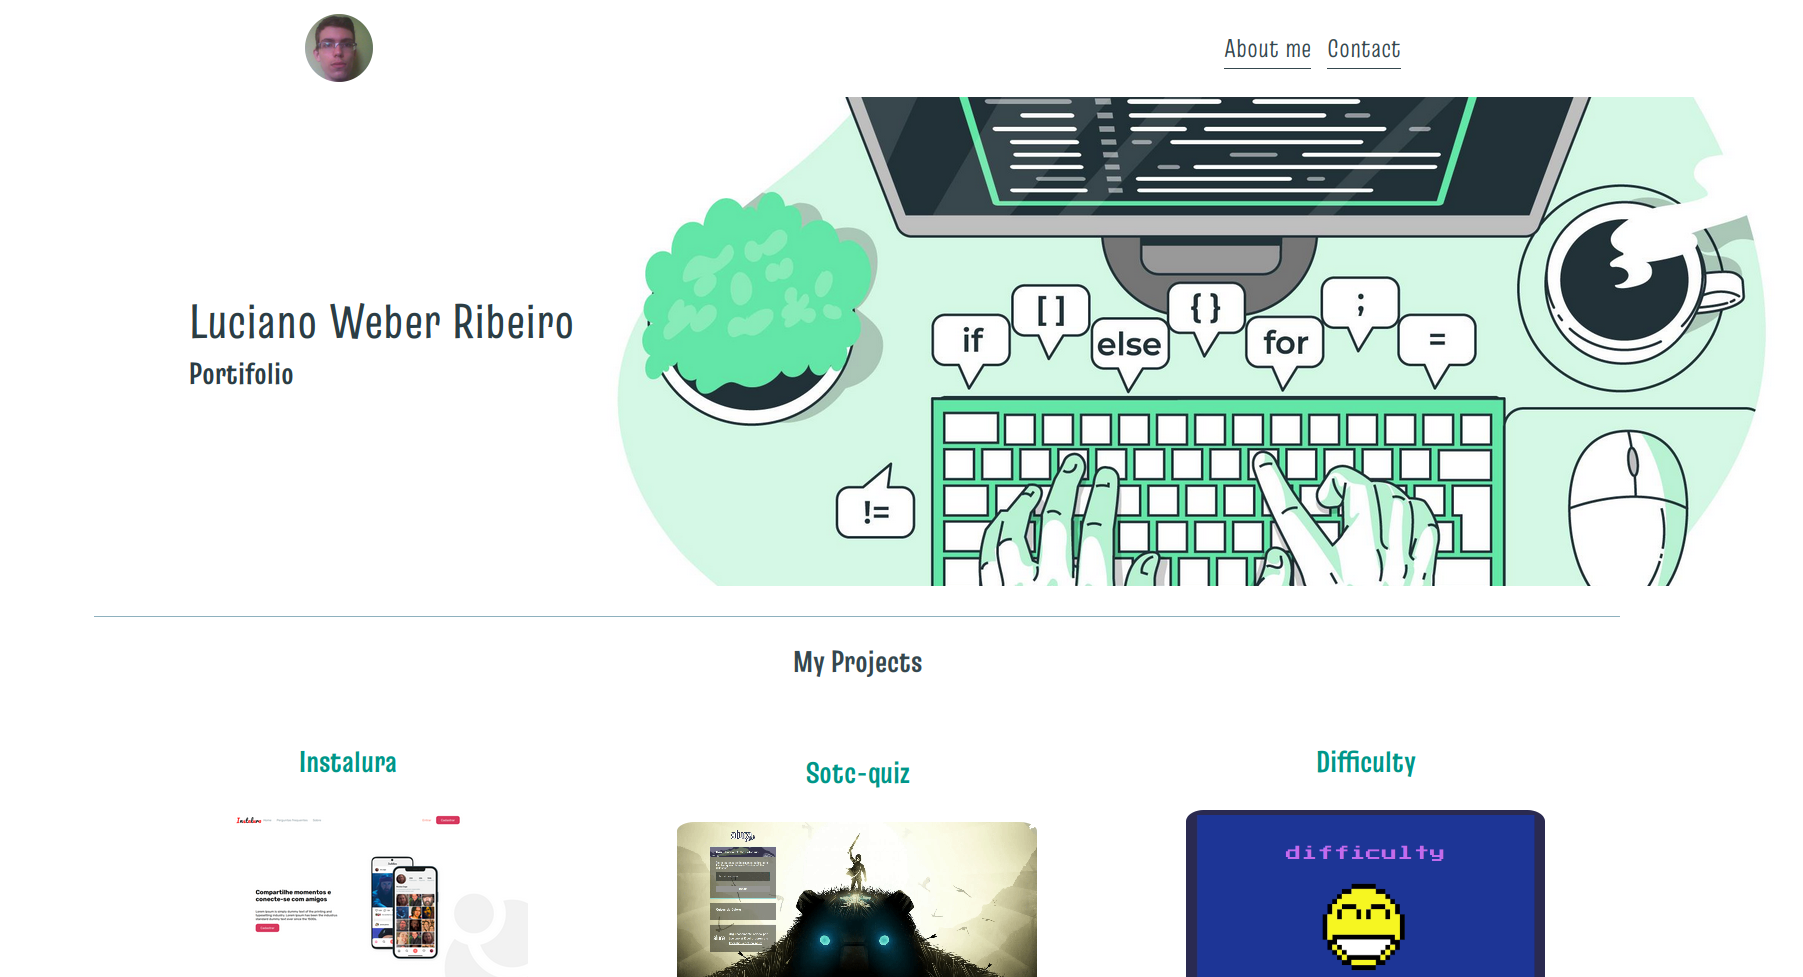 About me Contact
Luciano Weber Ribeiro
Portifolio
[ ]
{ }
;
if
else
for
=
!=
My Projects
Instalura
Sotc-quiz
Difficulty
Instalura
difficulty
Compartilhe momentos e
conecte-se com amigos